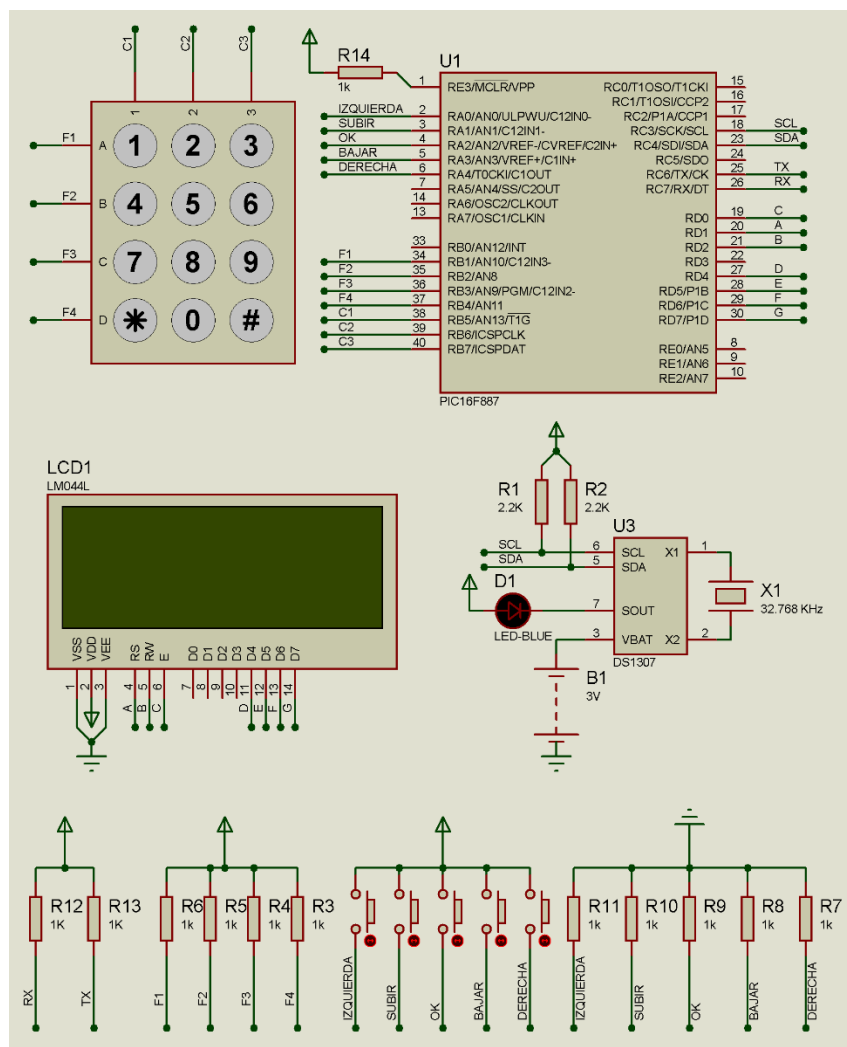 C1
C2
C3
1
2
3
F1
A
1
2
3
F2
B
4
5
6
F3
C
7
8
9
F4
D
*
0
#
R14
1k
U1
1
RE3/MCLR/VPP
IZQUIERDA
2
RA0/AN0/ULPWU/C12IN0-
SUBIR
3
RA1/AN1/C12IN1-
OK
4
RA2/AN2/VREF-/CVREF/C2IN+
BAJAR
5
RA3/AN3/VREF+/C1IN+
DERECHA
6
RA4/T0CKI/C1OUT
7
RA5/AN4/SS/C2OUT
14
RA6/OSC2/CLKOUT
13
RA7/OSC1/CLKIN
33
RB0/AN12/INT
F1
34
RB1/AN10/C12IN3-
F2
35
RB2/AN8
F3
36
RB3/AN9/PGM/C12IN2-
F4
37
RB4/AN11
C1
38
RB5/AN13/T1G
C2
39
RB6/ICSPCLK
C3
40
RB7/ICSPDAT
RC0/T1OSO/T1CKI
15
RC1/T1OSI/CCP2
16
RC2/P1A/CCP1
17
RC3/SCK/SCL
18
SCL
RC4/SDI/SDA
23
SDA
RC5/SDO
24
RC6/TX/CK
25
TX
RC7/RX/DT
26
RX
RD0
19
C
RD1
20
A
RD2
21
B
RD3
22
RD4
27
D
RD5/P1B
28
E
RD6/P1C
29
F
RD7/P1D
30
G
RE0/AN5
8
RE1/AN6
9
RE2/AN7
10
PIC16F887
LCD1
LM044L
VSS
VDD
VEE
RS
RW
E
D0
D1
D2
D3
D4
D5
D6
D7
1
2
3
4
5
6
7
8
9
10
11
12
13
14
A
B
C
D
E
F
G
R1
2.2K
R2
2.2K
U3
SCL
6
SCL
X1
1
SDA
5
SDA
D1
LED-BLUE
7
SOUT
X1
32.768 KHz
3
VBAT
X2
2
DS1307
B1
3V
R12
1K
R13
1K
R6
1k
R5
1k
R4
1k
R3
1k
R11
1k
R10
1k
R9
1k
R8
1k
R7
1k
RX
TX
F1
F2
F3
F4
IZQUIERDA
SUBIR
OK
BAJAR
DERECHA
IZQUIERDA
SUBIR
OK
BAJAR
DERECHA